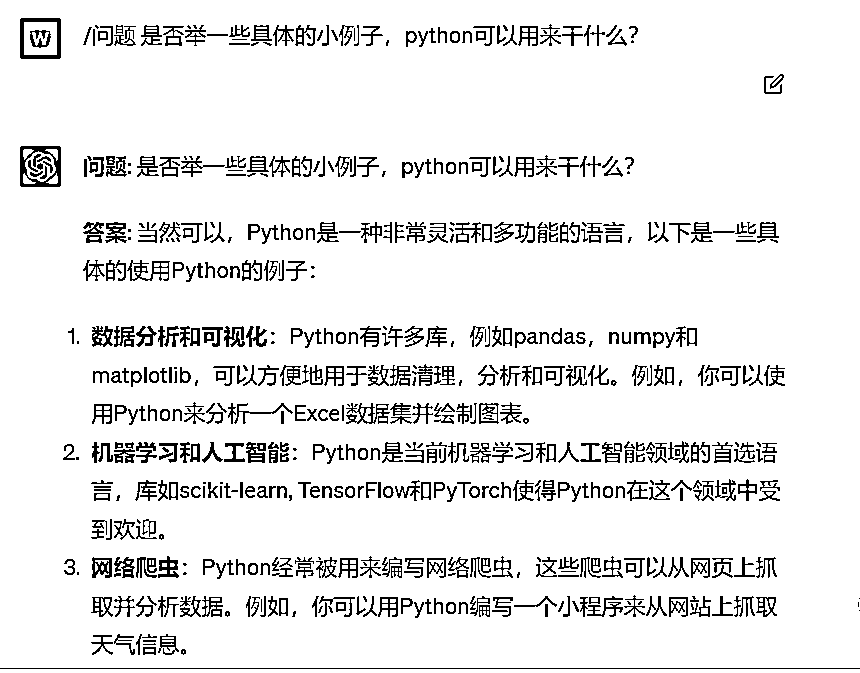 W
/问题 是否举一些具体的小例子，python可以用来干什么？
问题: 是否举一些具体的小例子，python可以用来干什么？
答案: 当然可以，Python是一种非常灵活和多功能的语言，以下是一些具
体的使用Python的例子：
1. 数据分析和可视化：Python有许多库，例如pandas，numpy和
matplotlib，可以方便地用于数据清理，分析和可视化。例如，你可以使
用Python来分析一个Excel数据集并绘制图表。
2. 机器学习和人工智能：Python是当前机器学习和人工智能领域的首选语
言，库如scikit-learn, TensorFlow和PyTorch使得Python在这个领域中受
到欢迎。
3. 网络爬虫：Python经常被用来编写网络爬虫，这些爬虫可以从网页上抓
取并分析数据。例如，你可以用Python编写一个小程序来从网站上抓取
天气信息。